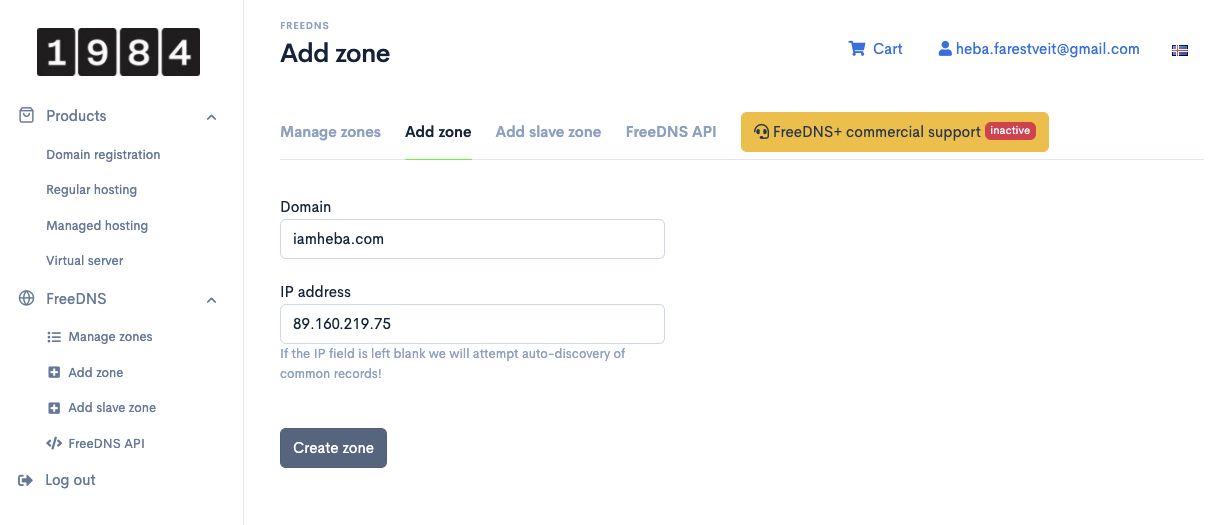 1984
Products
Domain registration
Regular hosting
Managed hosting
Virtual server
FreeDNS
Manage zones
Add zone
Add slave zone
FreeDNS API
Log out
FREEDNS
Add zone
Cart
heba.farestveit@gmail.com
Manage zones
Add zone
Add slave zone
FreeDNS API
FreeDNS+ commercial support inactive
Domain
iamheba.com
IP address
89.160.219.75
If the IP field is left blank we will attempt auto-discovery of
common records!
Create zone